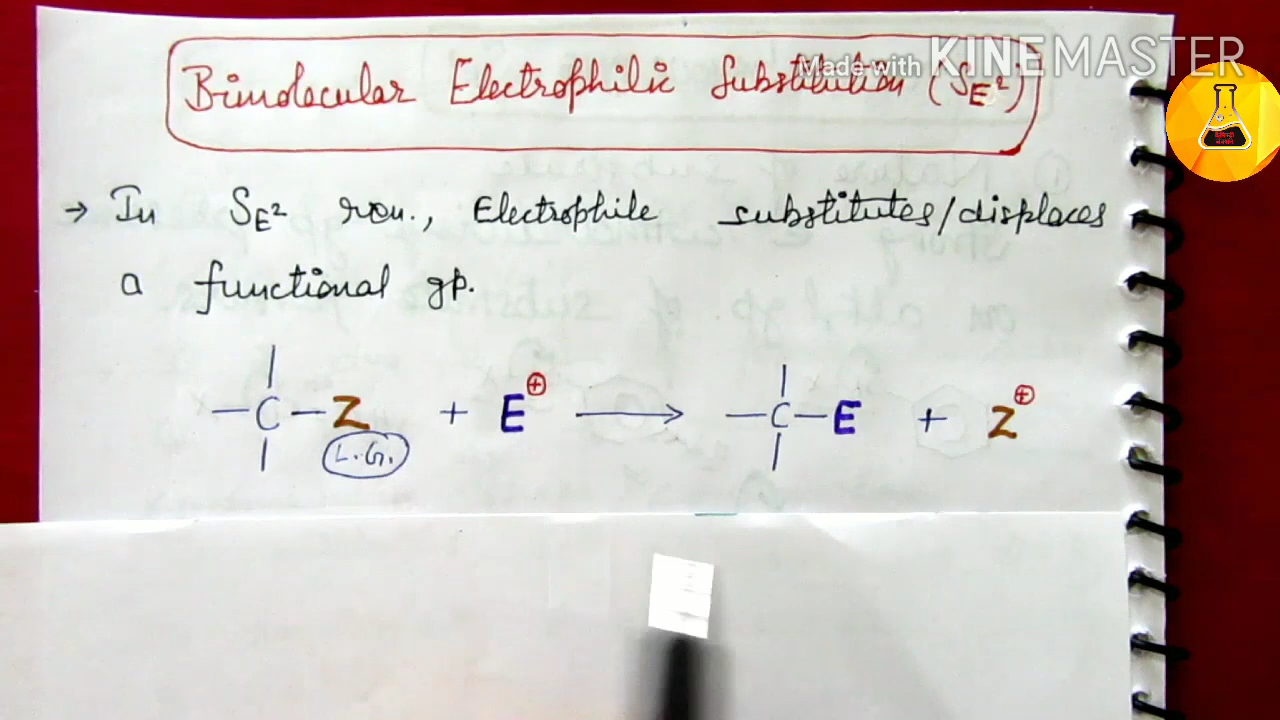 Made with KINEMASTER
Bimolecular Electrophilic Substitution (SE²)
→ In SE² rxn., Electrophile substitutes/displaces
a functional gp.
C – Z + E⊕ → C – E + Z⊕
L.G.